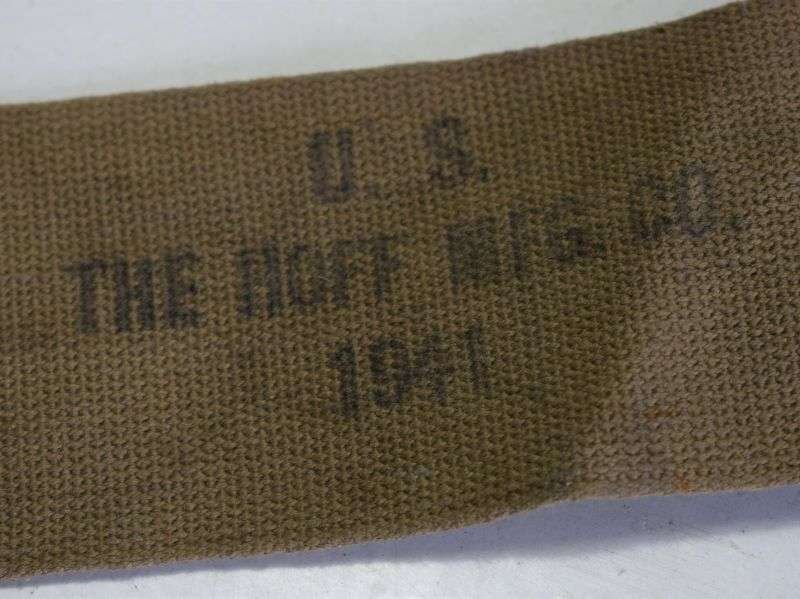 U. S.
THE HOFF MFG. CO.
1941